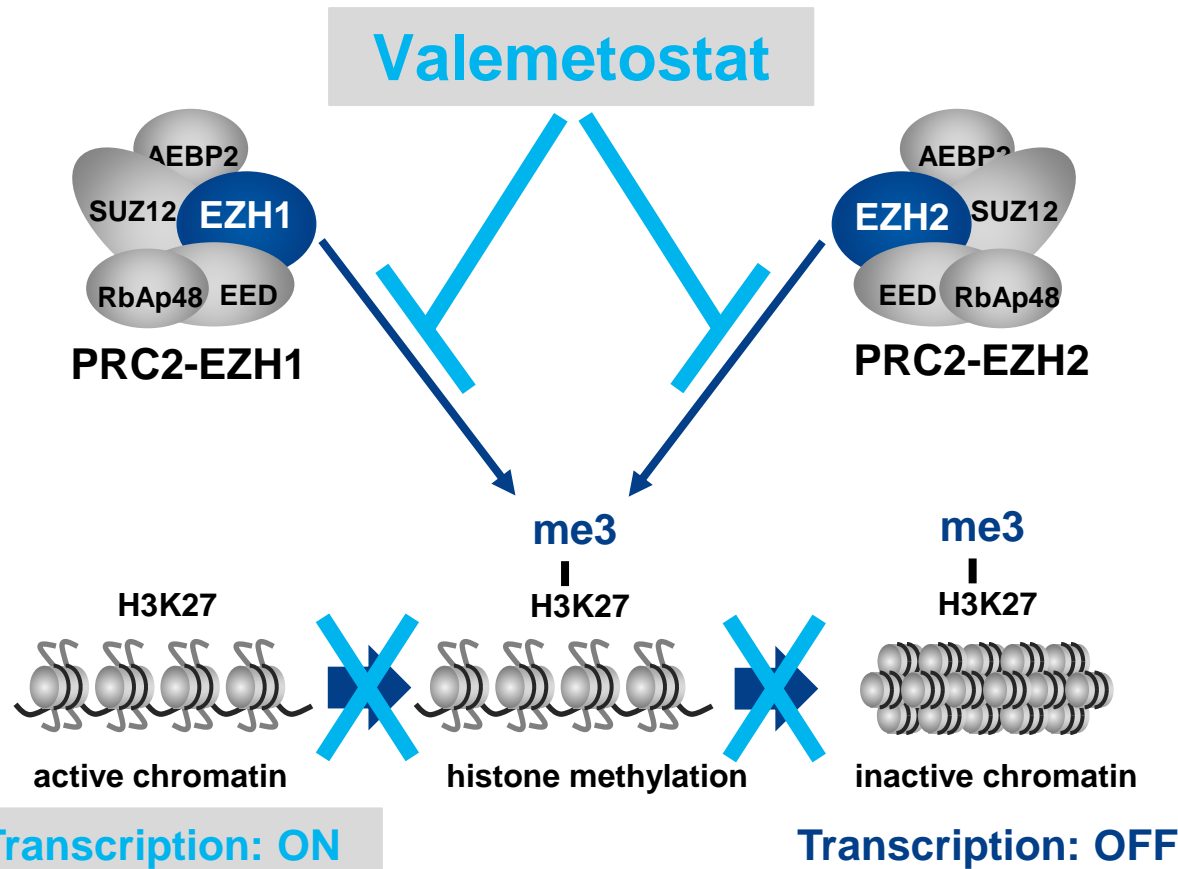 Valemetostat
AEBP2
SUZ12
EZH1
RbAp48
EED
PRC2-EZH1
AEBP2
EZH2
SUZ12
EED
RbAp48
PRC2-EZH2
me3
H3K27
me3
H3K27
H3K27
active chromatin
histone methylation
inactive chromatin
Transcription: ON
Transcription: OFF